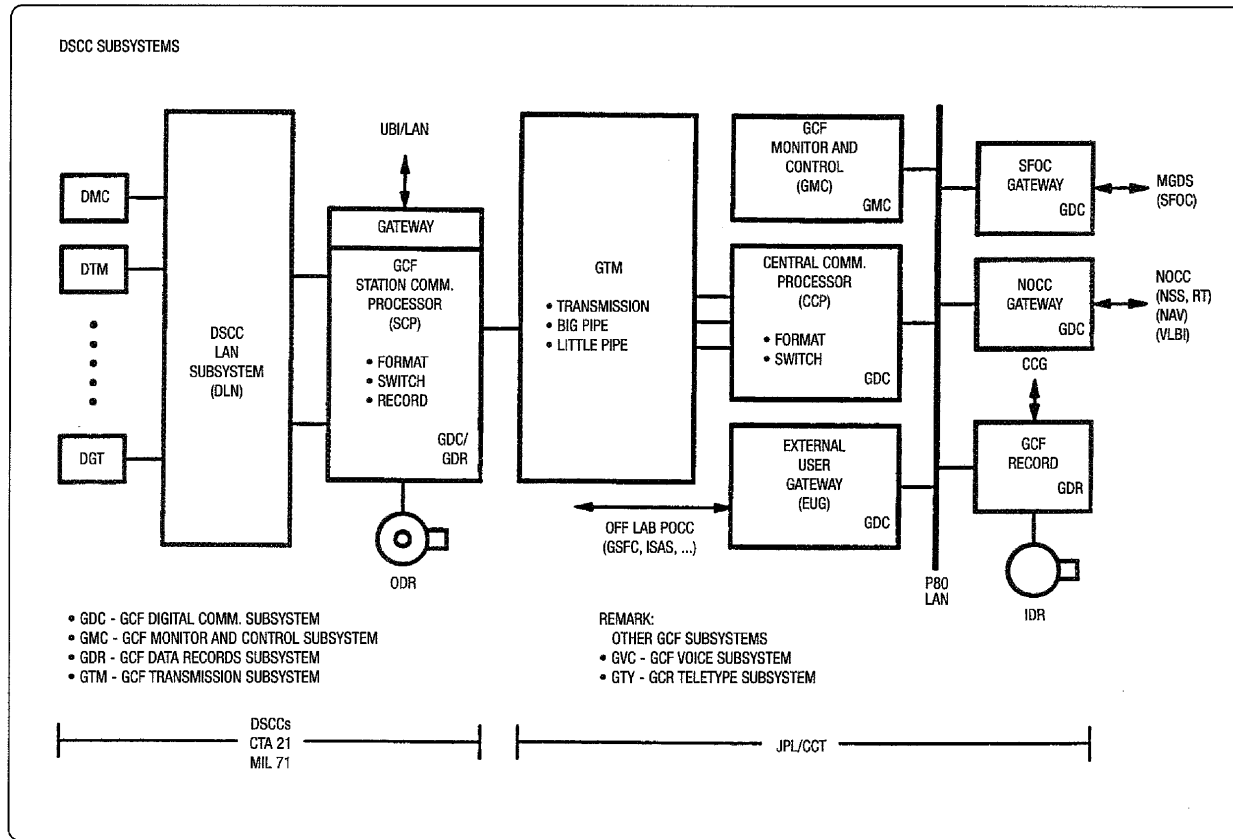 DSCC SUBSYSTEMS
DMC
DTM
DGT
DSCC
LAN
SUBSYSTEM
(DLN)
UBI/LAN
GATEWAY
GCF
STATION COMM.
PROCESSOR
(SCP)
• FORMAT
• SWITCH
• RECORD
GDC/
GDR
ODR
GTM
• TRANSMISSION
• BIG PIPE
• LITTLE PIPE
GCF
MONITOR AND
CONTROL
(GMC)
GMC
CENTRAL COMM.
PROCESSOR
(CCP)
• FORMAT
• SWITCH
GDC
EXTERNAL
USER
GATEWAY
(EUG)
GDC
OFF LAB POCC
(GSFC, ISAS, ...)
P80
LAN
SFOC
GATEWAY
GDC
MGDS
(SFOC)
NOCC
GATEWAY
GDC
NOCC
(NSS, RT)
(NAV)
(VLBI)
CCG
GCF
RECORD
GDR
IDR
• GDC - GCF DIGITAL COMM. SUBSYSTEM
• GMC - GCF MONITOR AND CONTROL SUBSYSTEM
• GDR - GCF DATA RECORDS SUBSYSTEM
• GTM - GCF TRANSMISSION SUBSYSTEM
REMARK:
OTHER GCF SUBSYSTEMS
• GVC - GCF VOICE SUBSYSTEM
• GTY - GCR TELETYPE SUBSYSTEM
DSCCs
CTA 21
MIL 71
JPL/CCT